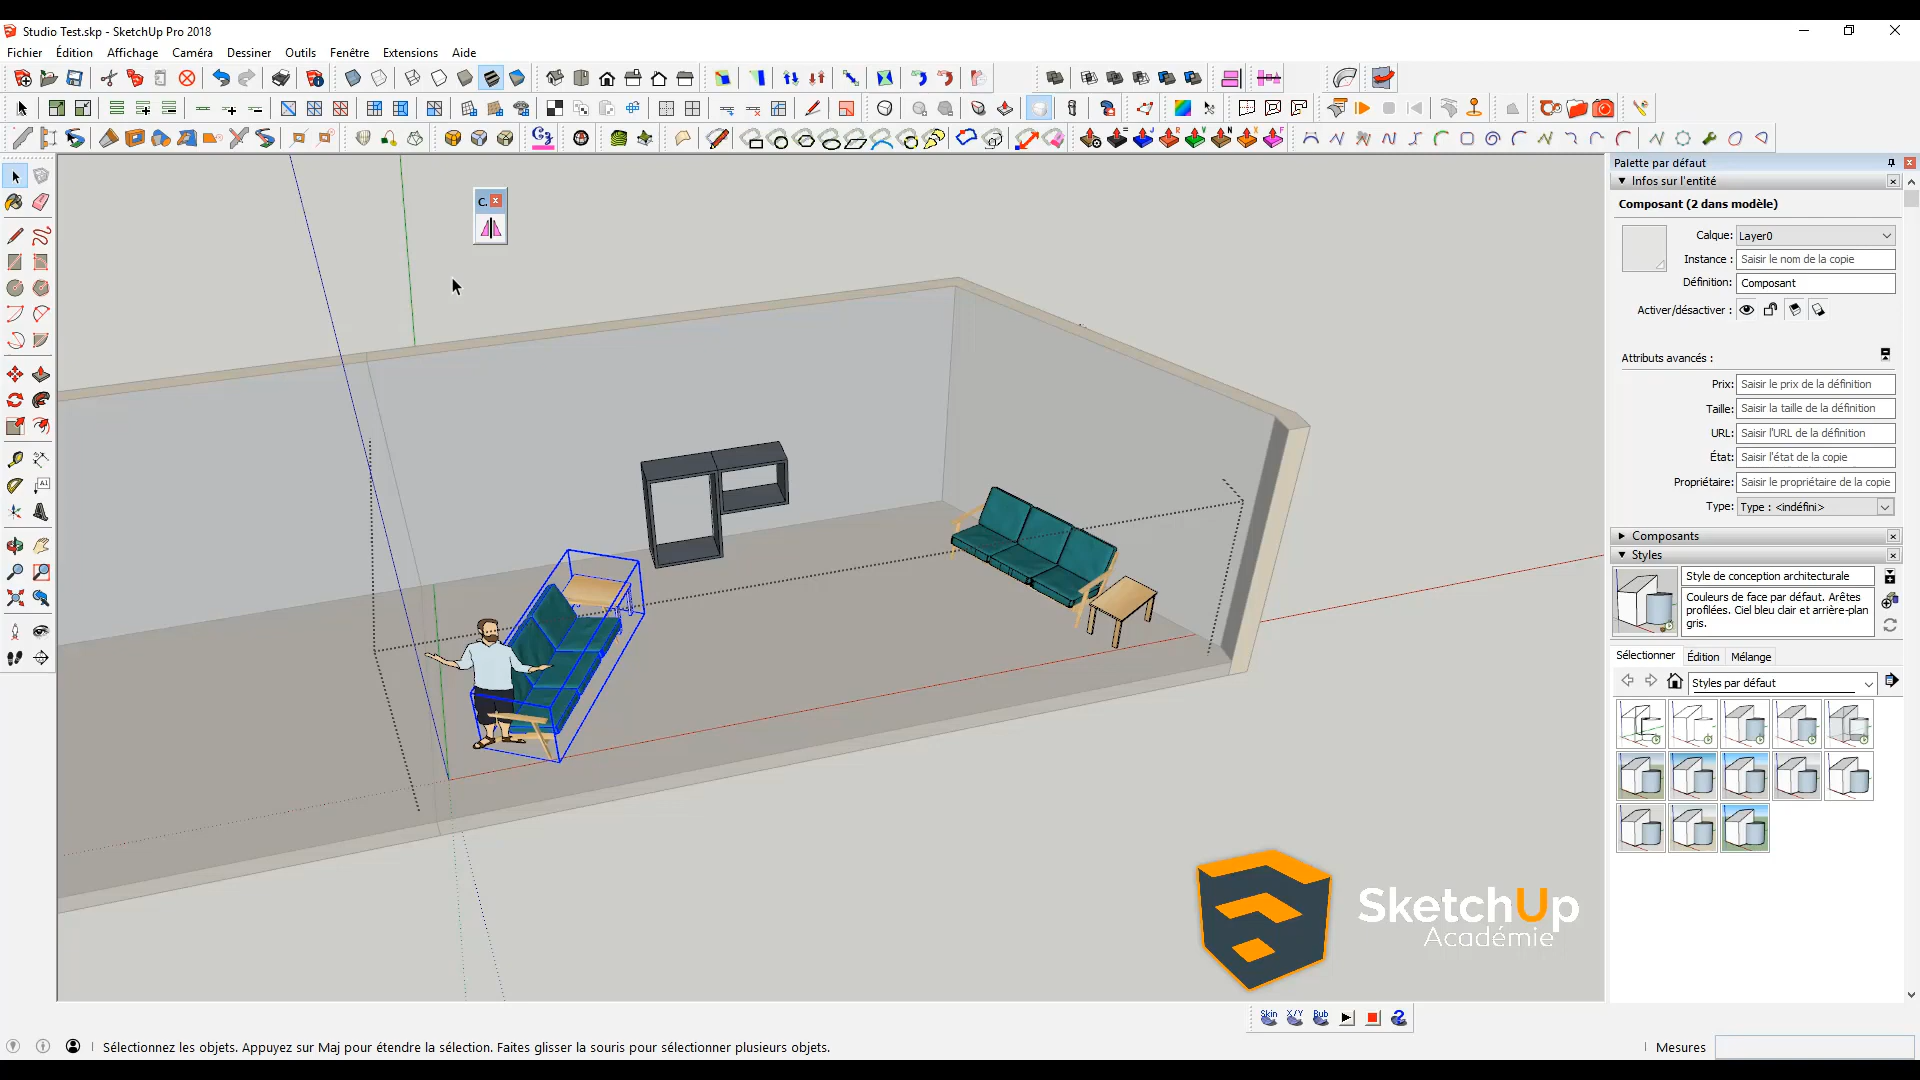 Studio Test.skp - SketchUp Pro 2018
Fichier Édition Affichage Caméra Dessiner Outils Fenêtre Extensions Aide
C.
A1
Palette par défaut
Infos sur l'entité
Composant (2 dans modèle)
Calque: Layer0
Instance : Saisir le nom de la copie
Définition: Composant
Activer/désactiver :
Attributs avancés :
Prix: Saisir le prix de la définition
Taille: Saisir la taille de la définition
URL: Saisir l'URL de la définition
État: Saisir l'état de la copie
Propriétaire: Saisir le propriétaire de la copie
Type: Type : <indéfini>
Composants
Styles
Style de conception architecturale
Couleurs de face par défaut. Arêtes
profilées. Ciel bleu clair et arrière-plan
gris.
Sélectionner Édition Mélange
Styles par défaut
SketchUp
Académie
Skin X/Y Bub
Sélectionnez les objets. Appuyez sur Maj pour étendre la sélection. Faites glisser la souris pour sélectionner plusieurs objets.
Mesures